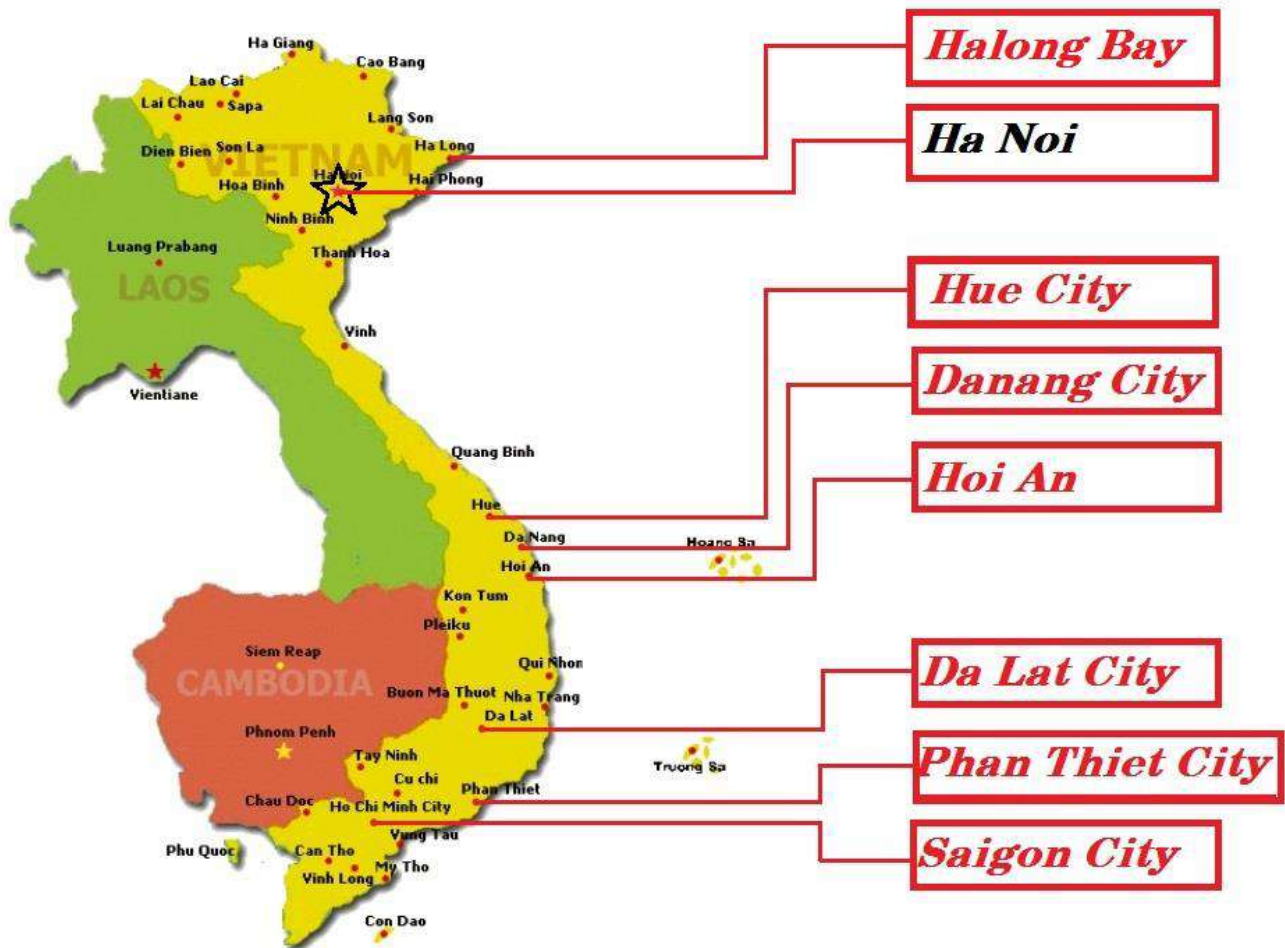 Ha Giang
Cao Bang
Lao Cai
Sapa
Lai Chau
Lang Son
VIETNAM
Dien Bien
Son La
Ha Noi
Ha Long
Hoa Binh
Hai Phong
Ninh Binh
Luang Prabang
Thanh Hoa
LAOS
Vinh
Vientiane
Quang Binh
Hue
Da Nang
Hoang Sa
Hoi An
Kon Tum
Pleiku
Siem Reap
Qui Nhon
CAMBODIA
Buon Ma Thuot
Nha Trang
Da Lat
Phnom Penh
Tay Ninh
Truong Sa
Cu chi
Phan Thiet
Chau Doc
Ho Chi Minh City
Vung Tau
Phu Quoc
Can Tho
My Tho
Vinh Long
Con Dao
Halong Bay
Ha Noi
Hue City
Danang City
Hoi An
Da Lat City
Phan Thiet City
Saigon City